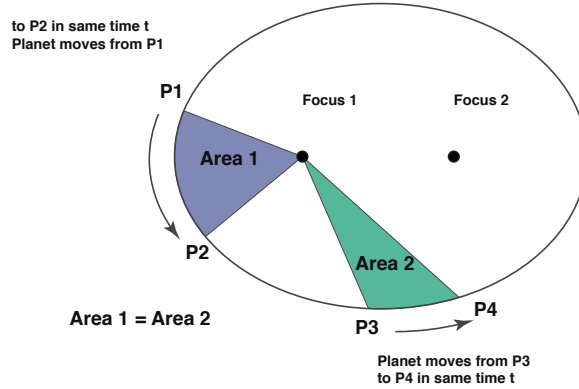 to P2 in same time t
Planet moves from P1
P1
Focus 1
Focus 2
Area 1
P2
Area 2
P4
Area 1 = Area 2
P3
Planet moves from P3
to P4 in same time t